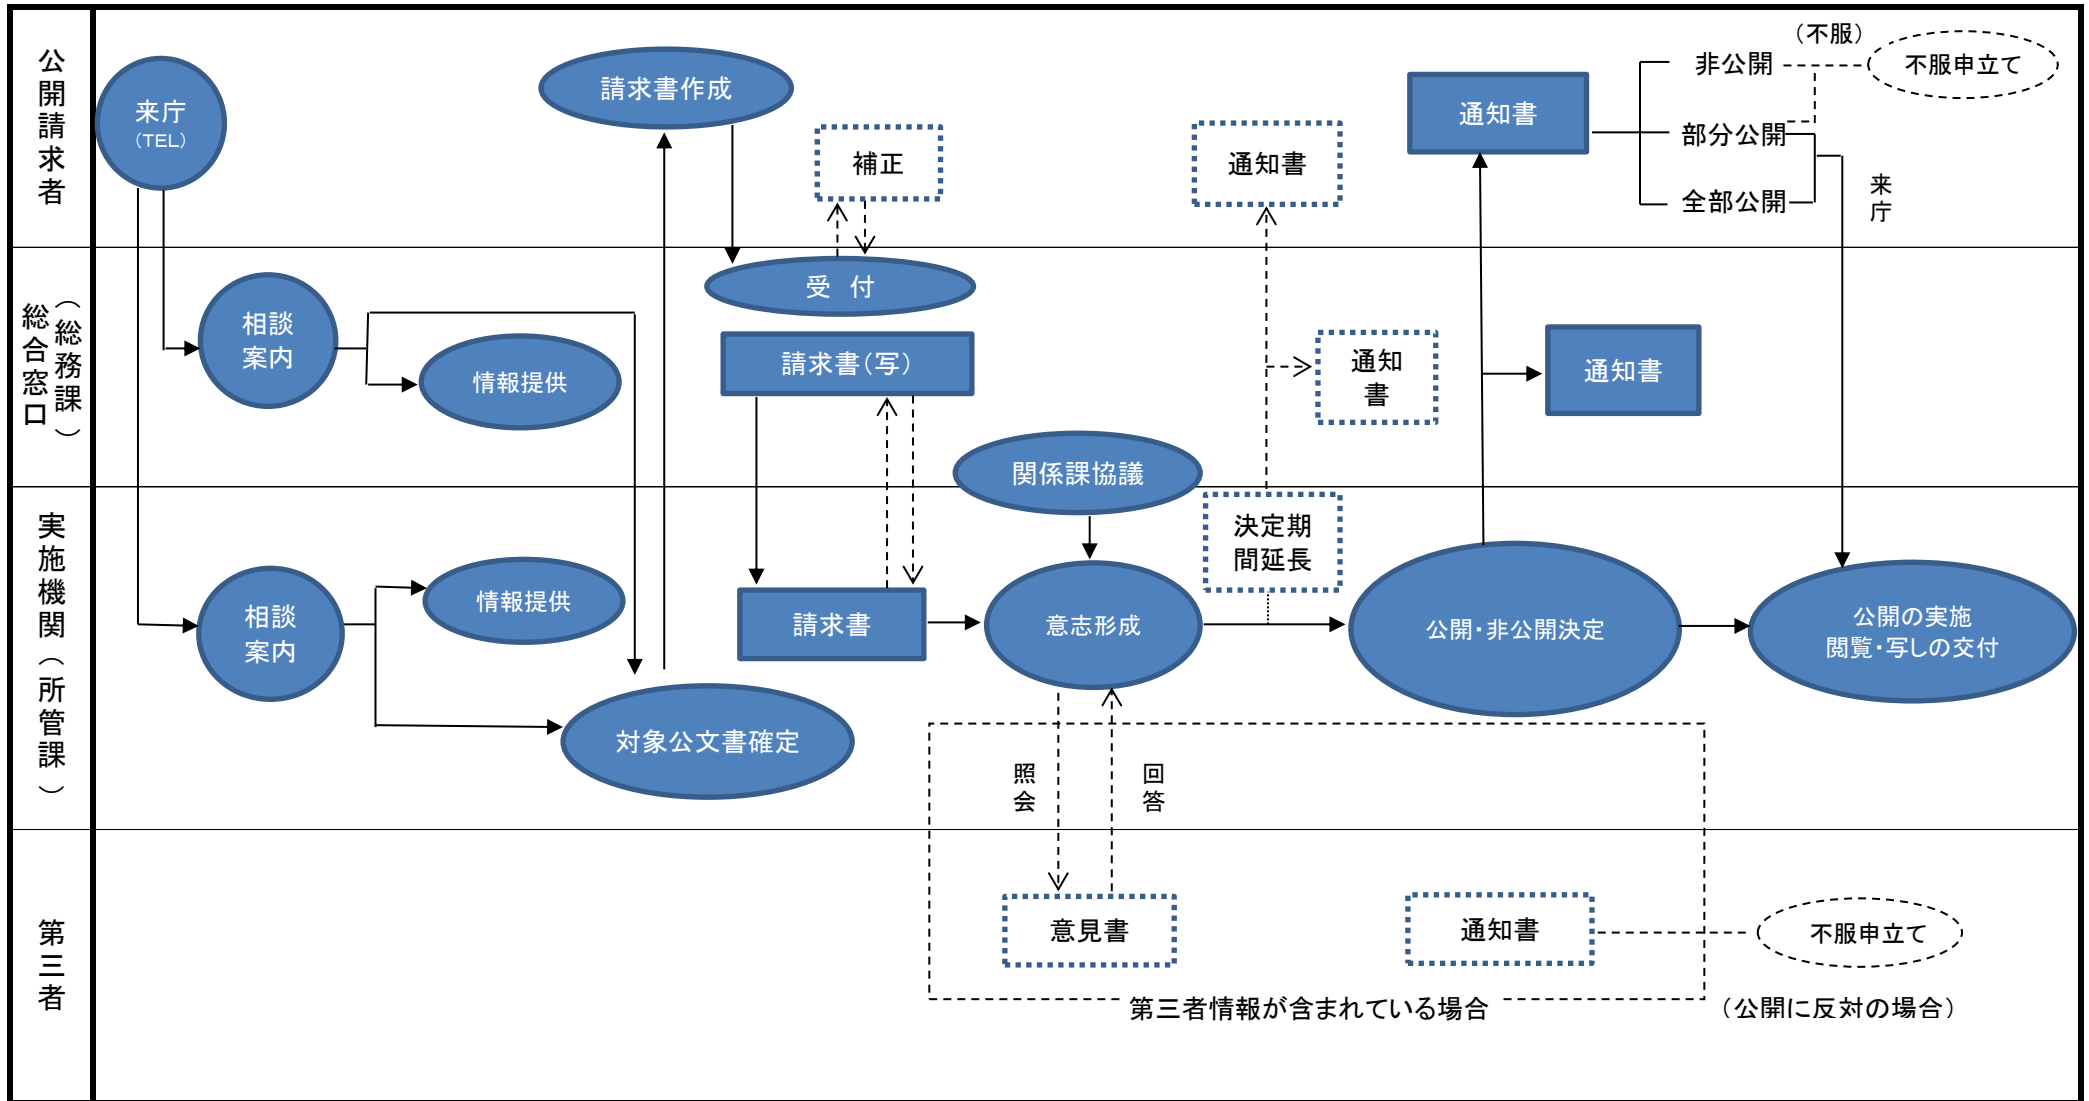 公開請求者
来庁
（TEL）
請求書作成
補正
通知書
通知書
非公開
（不服）
不服申立て
部分公開
全部公開
来庁
総合窓口
（総務課）
相談
案内
情報提供
受　付
請求書（写）
関係課協議
通知
書
通知書
実施機関（所管課）
相談
案内
情報提供
対象公文書確定
請求書
意志形成
決定期
間延長
公開・非公開決定
公開の実施
閲覧・写しの交付
照会
回答
第三者
意見書
通知書
不服申立て
第三者情報が含まれている場合
（公開に反対の場合）